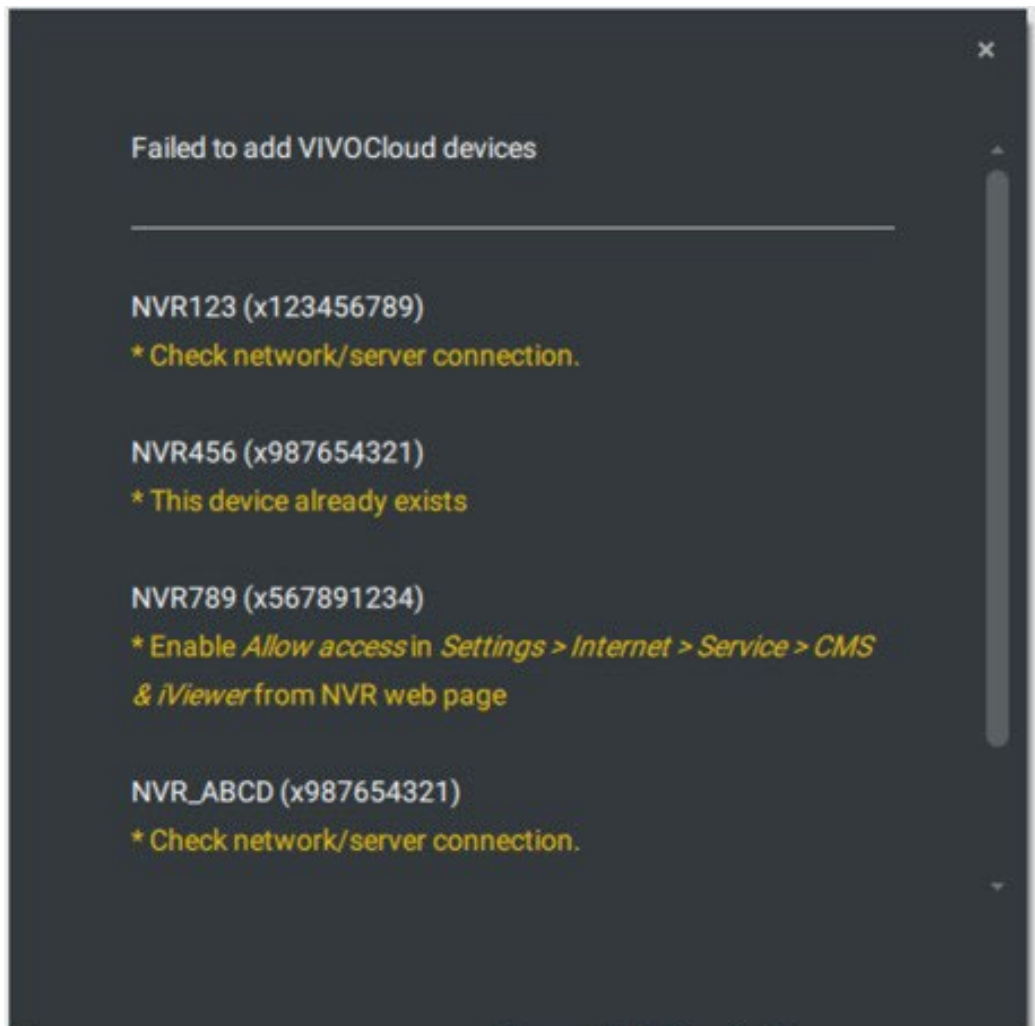 Failed to add VIVOCloud devices
NVR123 (x123456789)
* Check network/server connection.
NVR456 (x987654321)
* This device already exists
NVR789 (x567891234)
* Enable Allow access in Settings > Internet > Service > CMS
& iViewer from NVR web page
NVR_ABCD (x987654321)
* Check network/server connection.